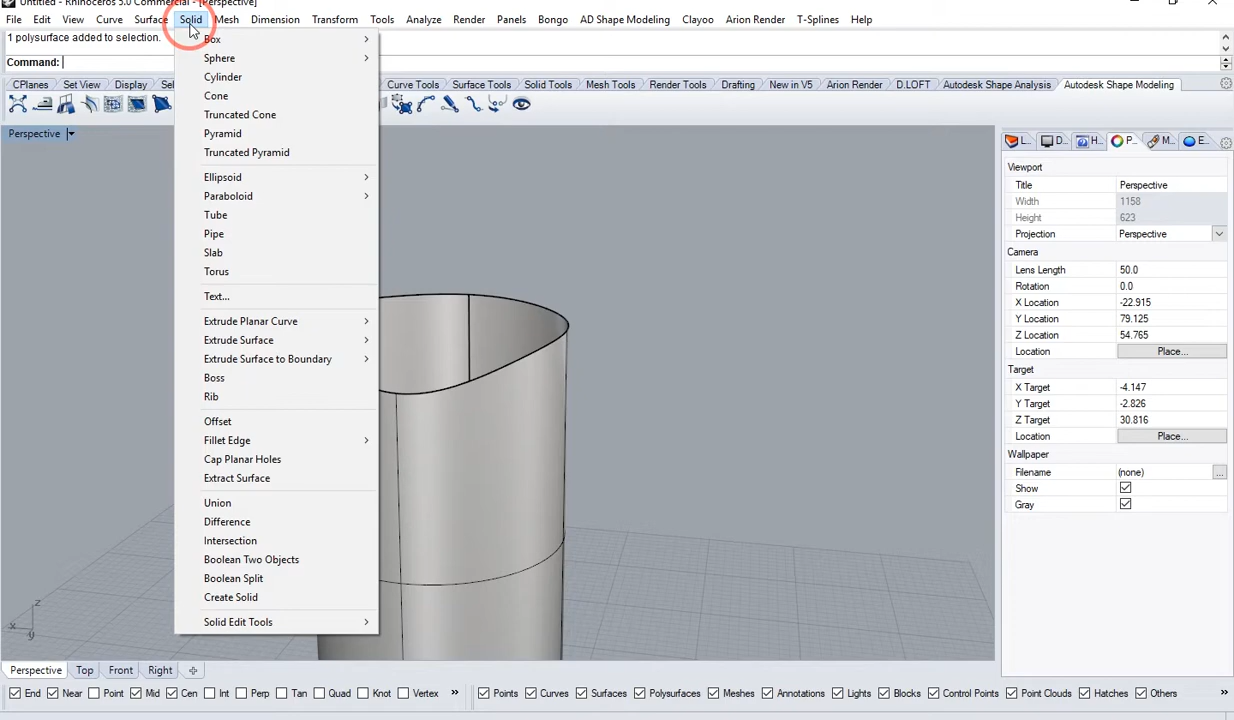 Untitled - Rhinoceros 5.0 Commercial - [Perspective]
File Edit View Curve Surface Solid Mesh Dimension Transform Tools Analyze Render Panels Bongo AD Shape Modeling Clayoo Arion Render T-Splines Help
1 polysurface added to selection.
Command:
CPlanes Set View Display Curve Tools Surface Tools Solid Tools Mesh Tools Render Tools Drafting New in V5 Arion Render D.LOFT Autodesk Shape Analysis Autodesk Shape Modeling
Perspective
Box
Sphere
Cylinder
Cone
Truncated Cone
Pyramid
Truncated Pyramid
Ellipsoid
Paraboloid
Tube
Pipe
Slab
Torus
Text...
Extrude Planar Curve
Extrude Surface
Extrude Surface to Boundary
Boss
Rib
Offset
Fillet Edge
Cap Planar Holes
Extract Surface
Union
Difference
Intersection
Boolean Two Objects
Boolean Split
Create Solid
Solid Edit Tools
L... D... H... P... M... E...
Viewport
Title Perspective
Width 1158
Height 623
Projection Perspective
Camera
Lens Length 50.0
Rotation 0.0
X Location -22.915
Y Location 79.125
Z Location 54.765
Location Place...
Target
X Target -4.147
Y Target -2.826
Z Target 30.816
Location Place...
Wallpaper
Filename (none) ...
Show
Gray
z
x
y
Perspective Top Front Right
End Near Point Mid Cen Int Perp Tan Quad Knot Vertex » Points Curves Surfaces Polysurfaces Meshes Annotations Lights Blocks Control Points Point Clouds Hatches Others »